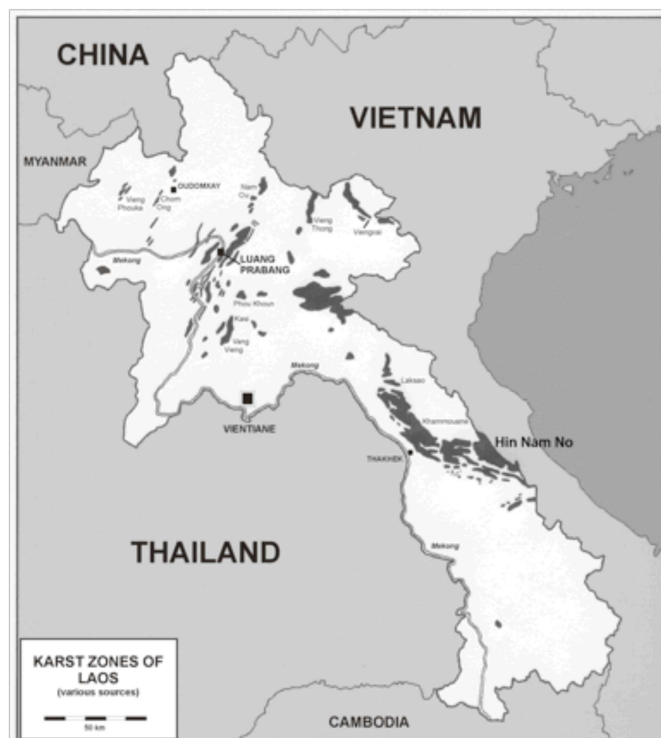 CHINA
VIETNAM
MYANMAR
OUDOMXAY
Vieng
Phouka
Chom
Ong
Nam
Ou
Vieng
Thong
Viengxai
Mekong
LUANG
PRABANG
Phou Khoun
Kasi
Vang
Vieng
Mekong
Laksao
VIENTIANE
Khammouane
Hin Nam No
THAKHEK
THAILAND
Mekong
KARST ZONES OF
LAOS
(various sources)
50 km
CAMBODIA